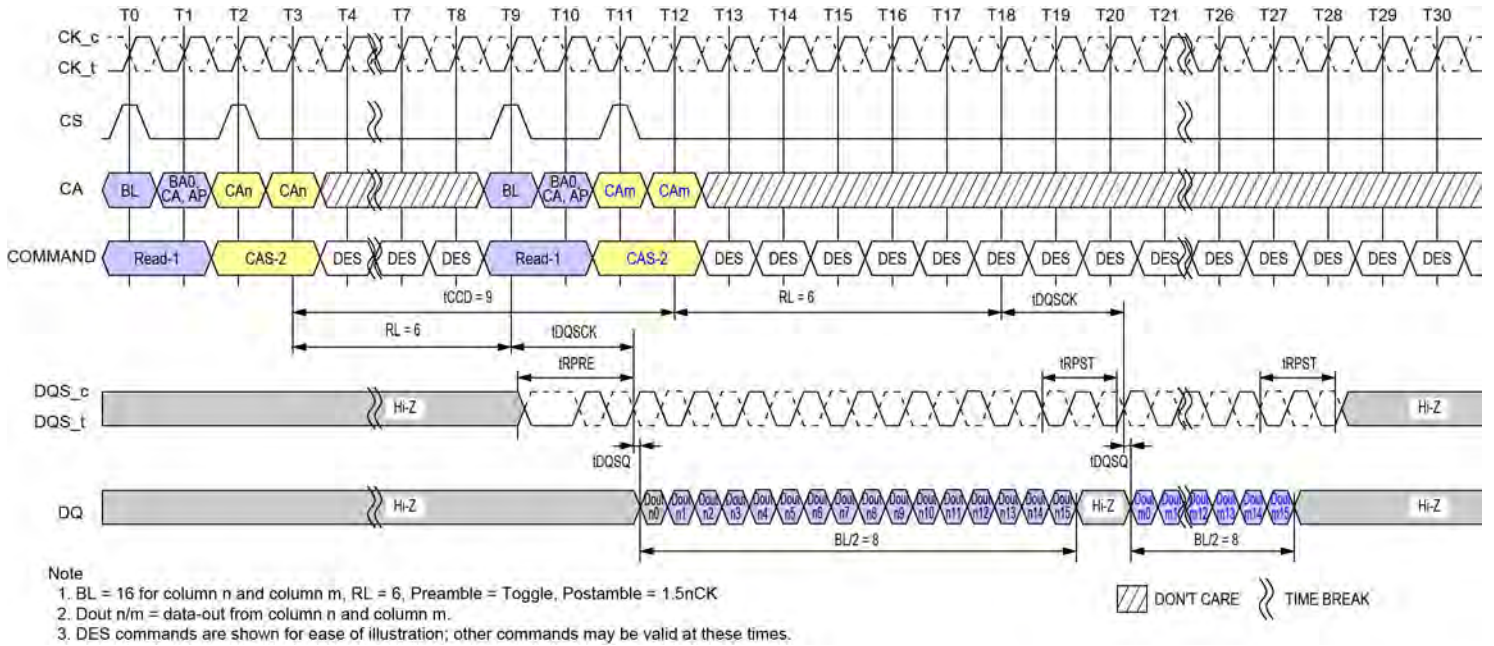 T0 T1 T2 T3 T4 T7 T8 T9 T10 T11 T12 T13 T14 T15 T16 T17 T18 T19 T20 T21 T26 T27 T28 T29 T30
CK_c
CK_t
CS
CA BL BA0, CA, AP CAn CAn BL BA0, CA, AP CAm CAm
COMMAND Read-1 CAS-2 DES DES DES Read-1 CAS-2 DES DES DES DES DES DES DES DES DES DES DES DES DES DES
tCCD = 9 RL = 6 tDQSCK
RL = 6 tDQSCK
tRPRE tRPST tRPST
DQS_c
DQS_t
Hi-Z Hi-Z
tDQSQ tDQSQ
DQ Hi-Z Dout n0 Dout n1 Dout n2 Dout n3 Dout n4 Dout n5 Dout n6 Dout n7 Dout n8 Dout n9 Dout n10 Dout n11 Dout n12 Dout n13 Dout n14 Dout n15 Hi-Z Dout m0 Dout m1 Dout m12 Dout m13 Dout m14 Dout m15 Hi-Z
BL/2 = 8 BL/2 = 8
Note
1. BL = 16 for column n and column m, RL = 6, Preamble = Toggle, Postamble = 1.5nCK
2. Dout n/m = data-out from column n and column m.
3. DES commands are shown for ease of illustration; other commands may be valid at these times.
DON'T CARE TIME BREAK